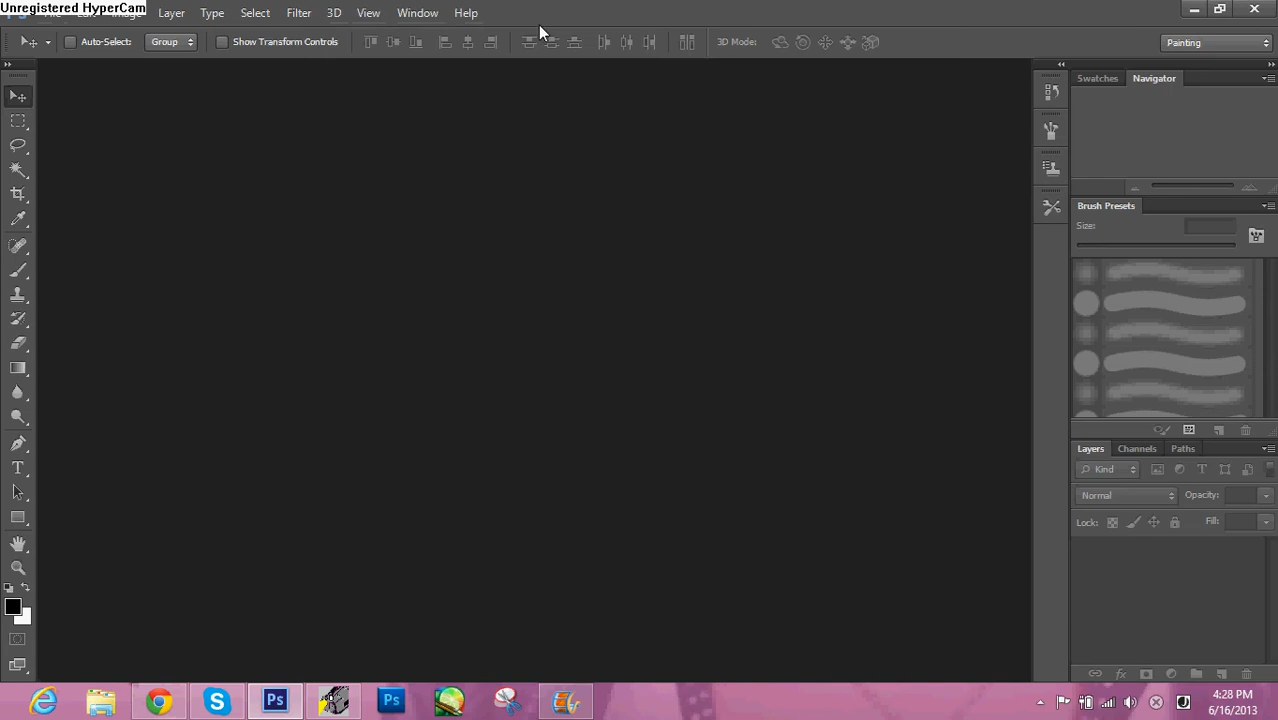 Unregistered HyperCam
Layer Type Select Filter 3D View Window Help
Auto-Select: Group Show Transform Controls 3D Mode: Painting
Swatches Navigator
Brush Presets
Size:
Layers Channels Paths
Kind
Normal Opacity:
Lock: Fill:
Ps Ps
4:28 PM
6/16/2013